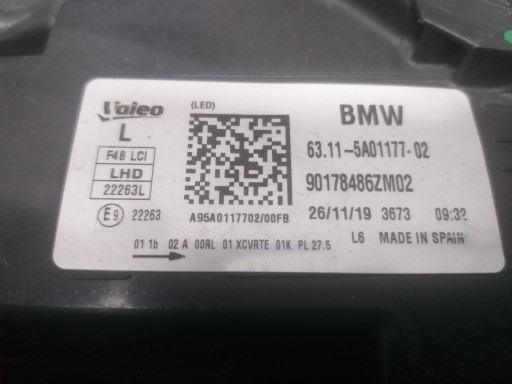 Valeo
(LED)
BMW
L
F48 LCI
LHD
22263L
63.11-5A01177-02
90178486ZM02
E9 22263
A95A0117702/00FB
26/11/19 3673 09:32
L6 MADE IN SPAIN
01 1b 02 A 00RL 01 XCVRTE 01K PL 27.5